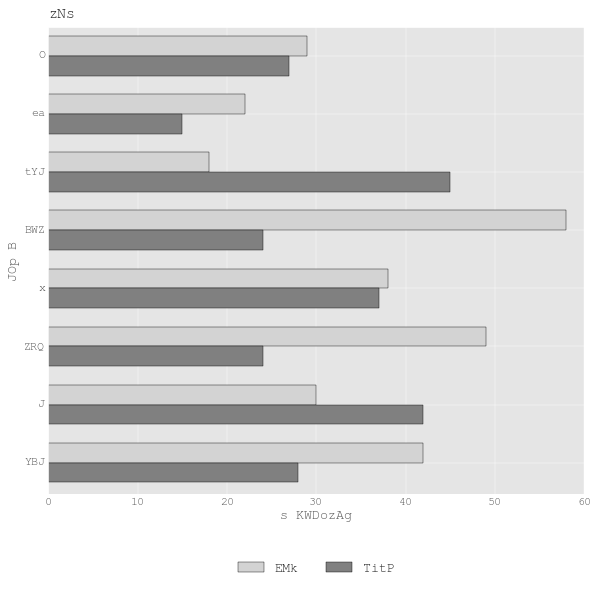 zNs
O
ea
tYJ
BWZ
x
ZRQ
J
YBJ
JOp B
0 10 20 30 40 50 60
s KWDozAg
EMk TitP